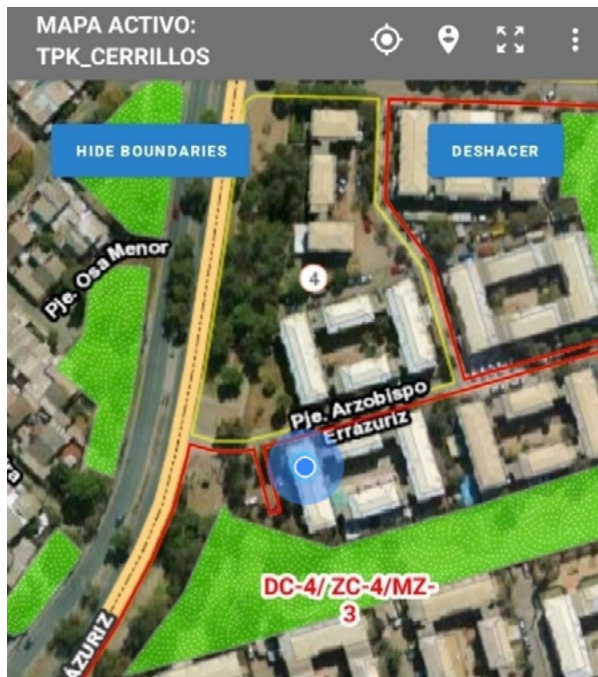 MAPA ACTIVO:
TPK_CERRILLOS
HIDE BOUNDARIES
DESHACER
Pje. Osa Menor
4
Pje. Arzobispo
Errazuriz
DC-4/ ZC-4/MZ-
3
ÁZURIZ